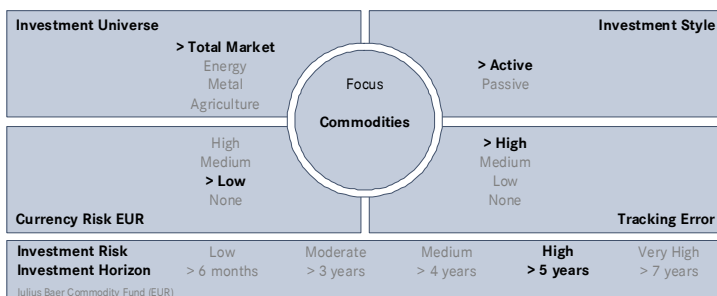 Investment Universe
> Total Market
Energy
Metal
Agriculture
Investment Style
> Active
Passive
Focus
Commodities
High
Medium
> Low
None
Currency Risk EUR
> High
Medium
Low
None
Tracking Error
Investment Risk Low Moderate Medium High Very High
Investment Horizon > 6 months > 3 years > 4 years > 5 years > 7 years
Julius Baer Commodity Fund (EUR)